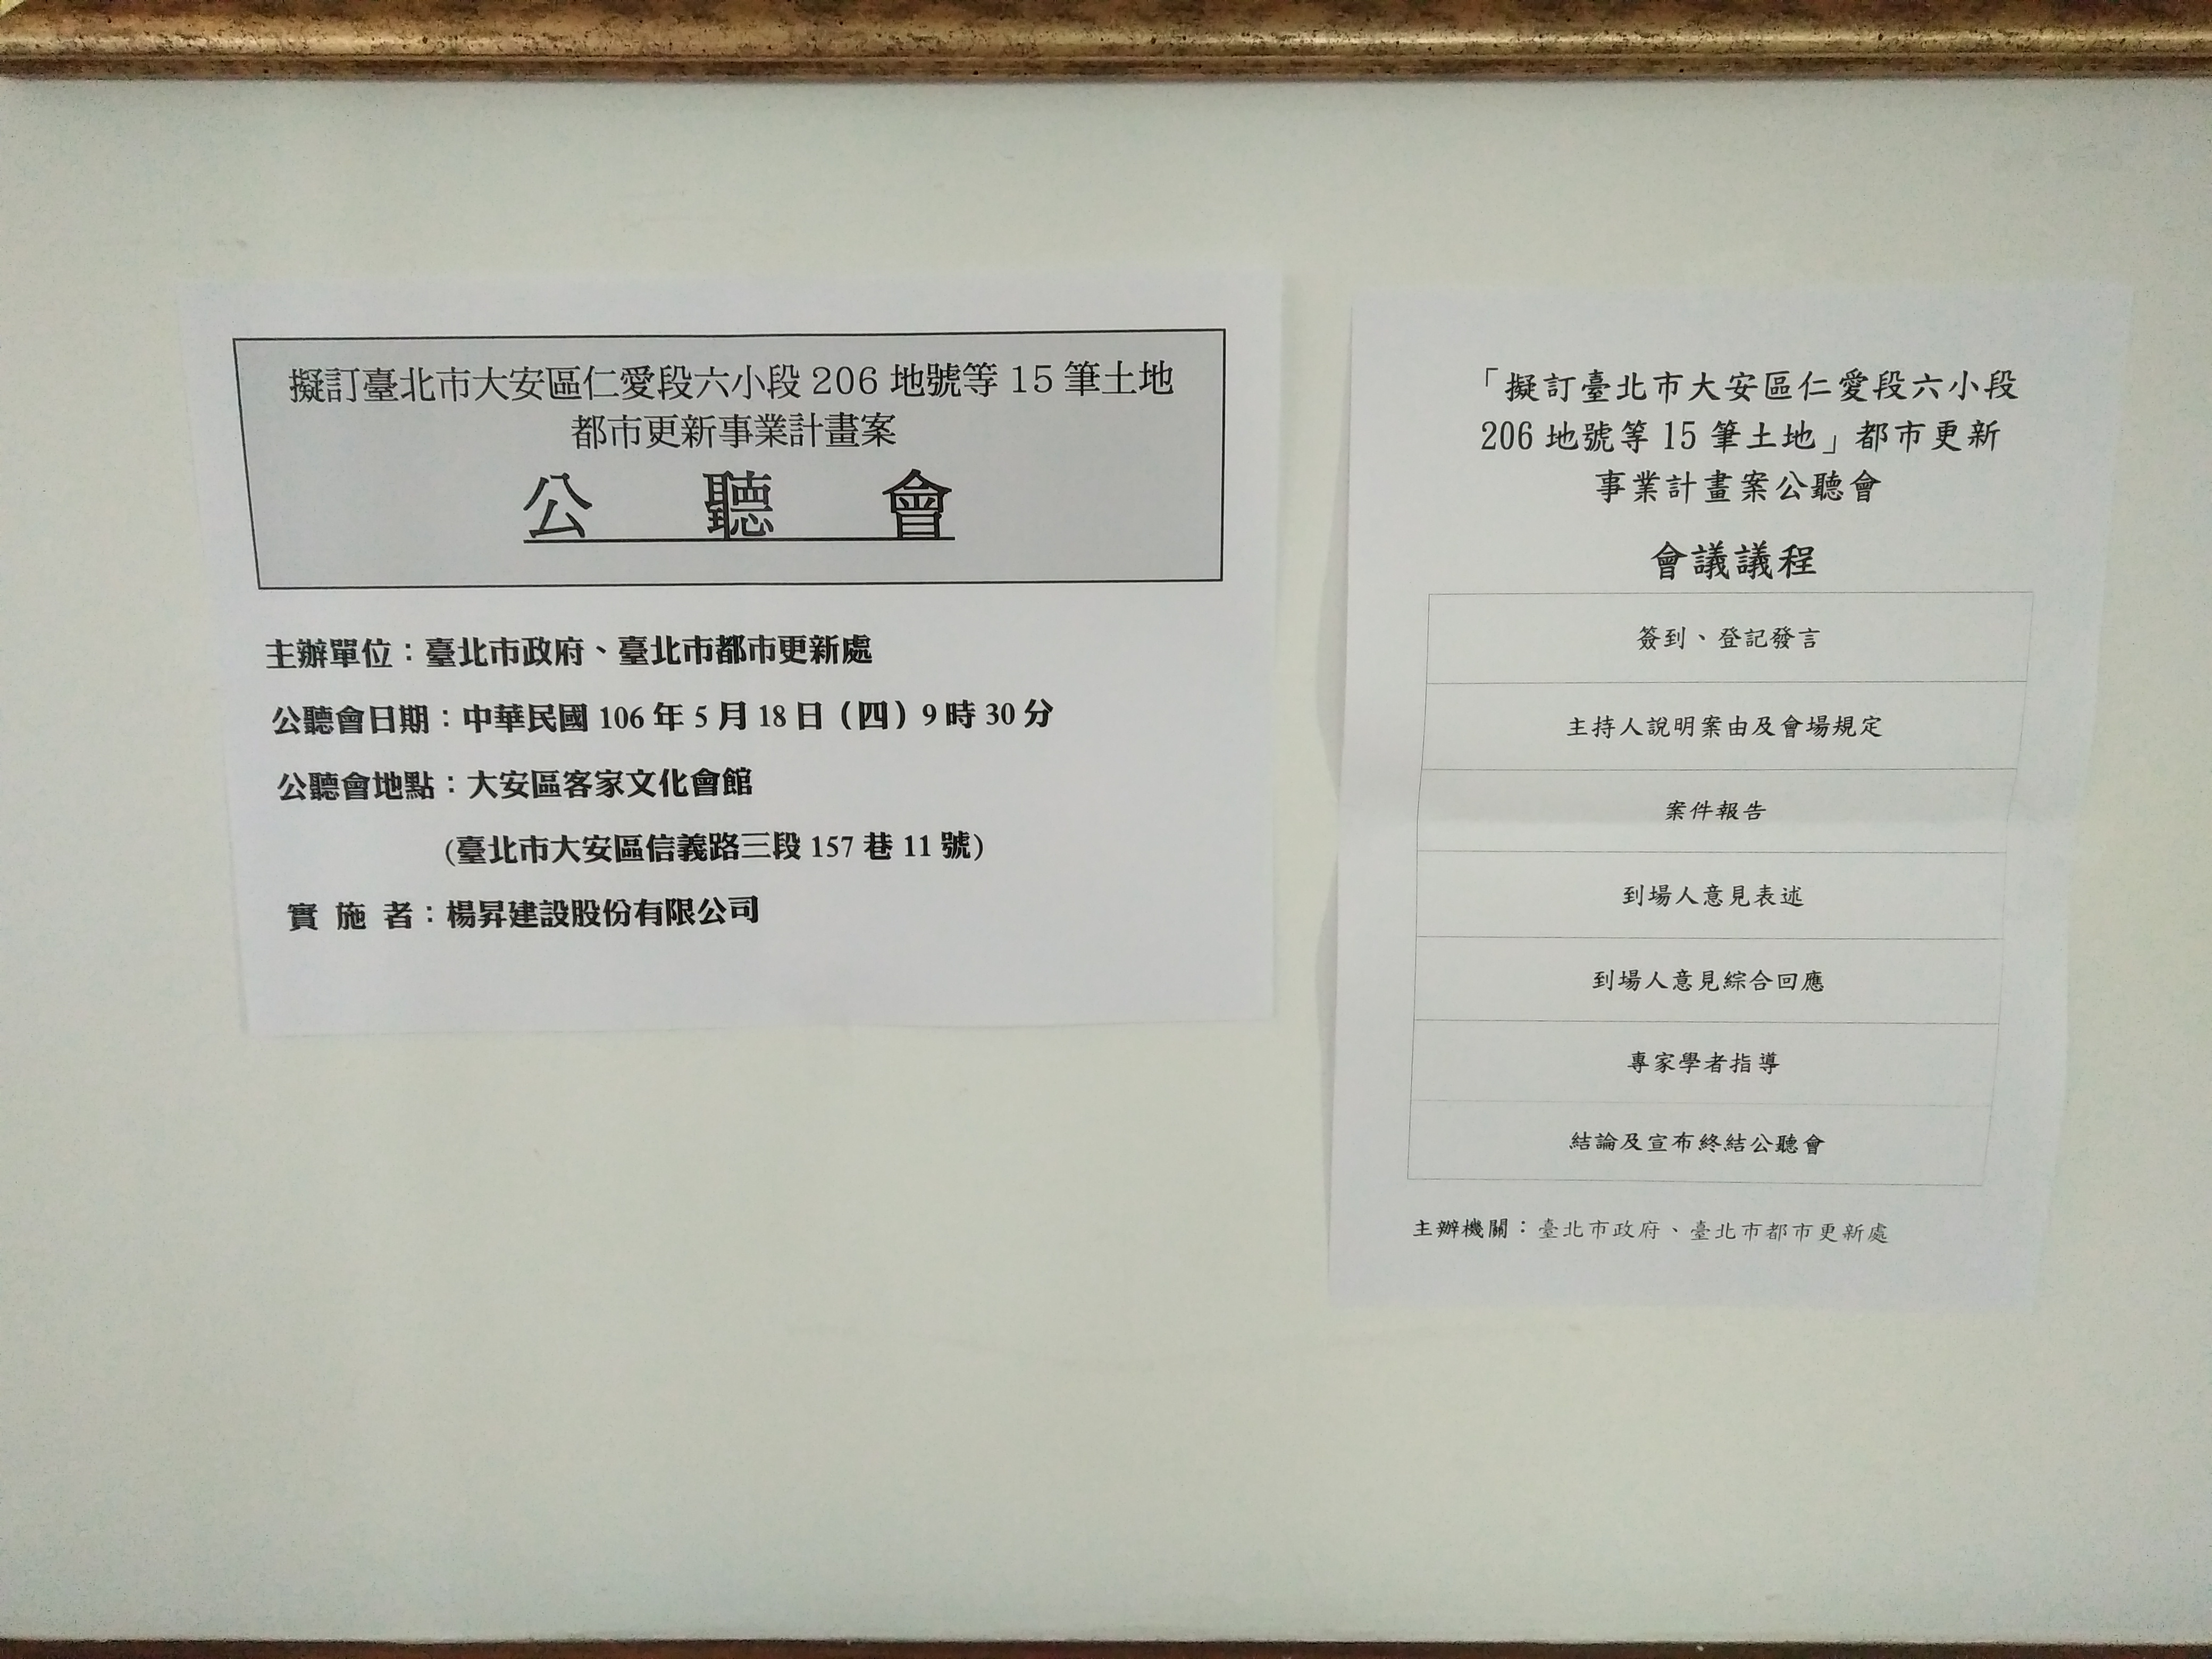 擬訂臺北市大安區仁愛段六小段 206 地號等 15 筆土地
都市更新事業計畫案
公 聽 會
主辦單位：臺北市政府、臺北市都市更新處
公聽會日期：中華民國 106 年 5 月 18 日（四）9 時 30 分
公聽會地點：大安區客家文化會館
(臺北市大安區信義路三段 157 巷 11 號)
實 施 者：楊昇建設股份有限公司
「擬訂臺北市大安區仁愛段六小段
206 地號等 15 筆土地」都市更新
事業計畫案公聽會
會議議程
簽到、登記發言
主持人說明案由及會場規定
案件報告
到場人意見表述
到場人意見綜合回應
專家學者指導
結論及宣布終結公聽會
主辦機關：臺北市政府、臺北市都市更新處